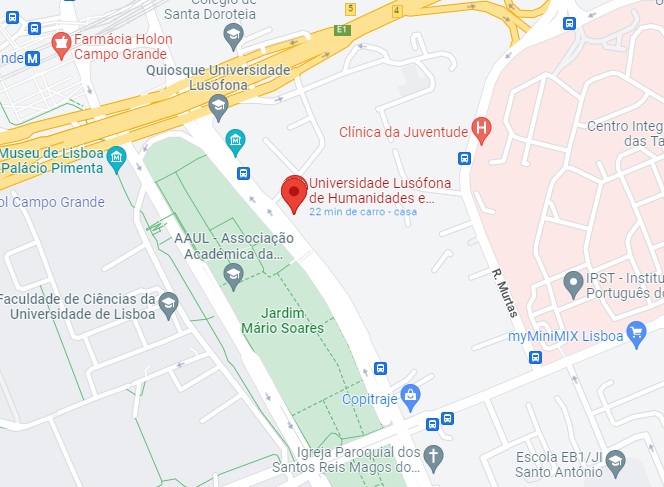 Colégio de
Santa Doroteia
5
4
E1
Farmácia Holon
Campo Grande
M
Quiosque Universidade
Lusófona
Clínica da Juventude
H
Centro Integ
das Ta
Museu de Lisboa
Palácio Pimenta
Universidade Lusófona
de Humanidades e...
22 min de carro - casa
ol Campo Grande
AAUL - Associação
Académica da...
R. Murtas
IPST - Institu
Português do
Faculdade de Ciências da
Universidade de Lisboa
Jardim
Mário Soares
myMiniMIX Lisboa
Copitraje
Igreja Paroquial dos
Santos Reis Magos do...
Escola EB1/JI
Santo António